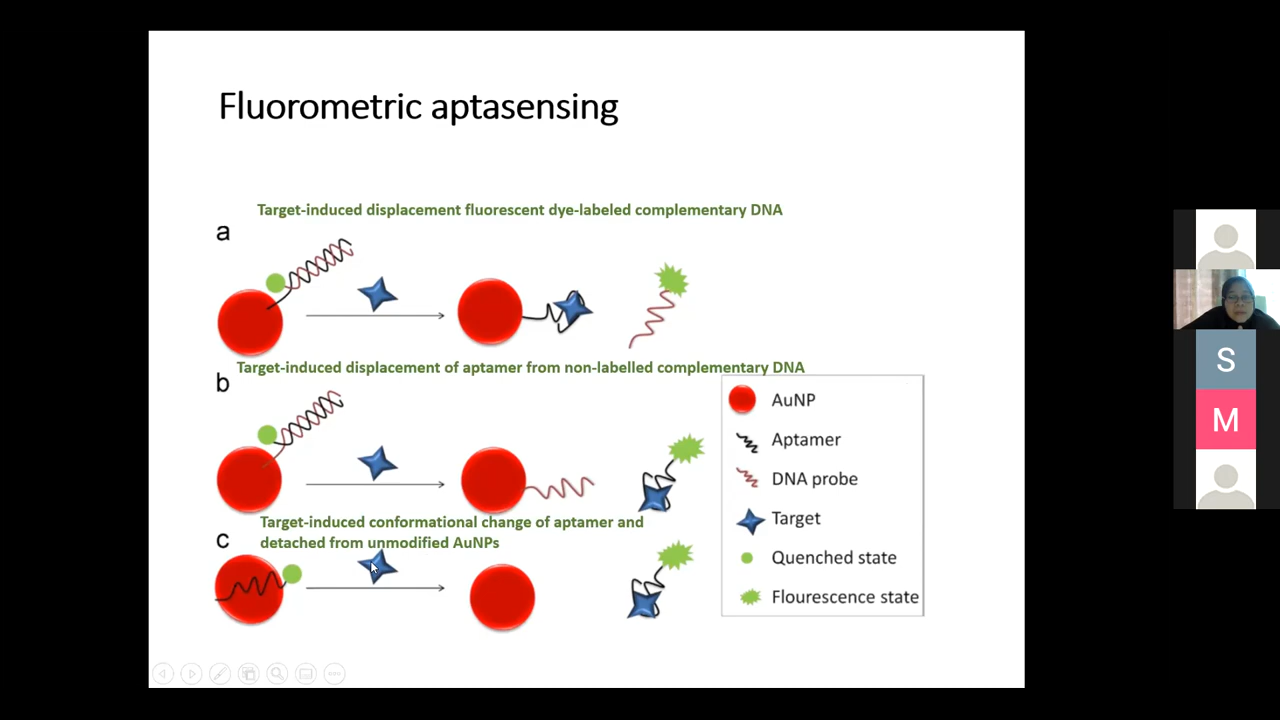 Fluorometric aptasensing
Target-induced displacement fluorescent dye-labeled complementary DNA
a
Target-induced displacement of aptamer from non-labelled complementary DNA
b
Target-induced conformational change of aptamer and
detached from unmodified AuNPs
c
AuNP
Aptamer
DNA probe
Target
Quenched state
Flourescence state
S
M